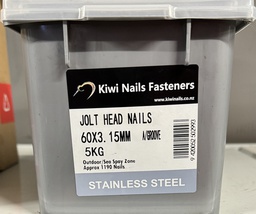 Kiwi Nails Fasteners
www.kiwinails.co.nz
JOLT HEAD NAILS
60X3.15MM A/GROOVE
5KG
Outdoor/Sea Spay Zone
Approx 1190 Nails
STAINLESS STEEL